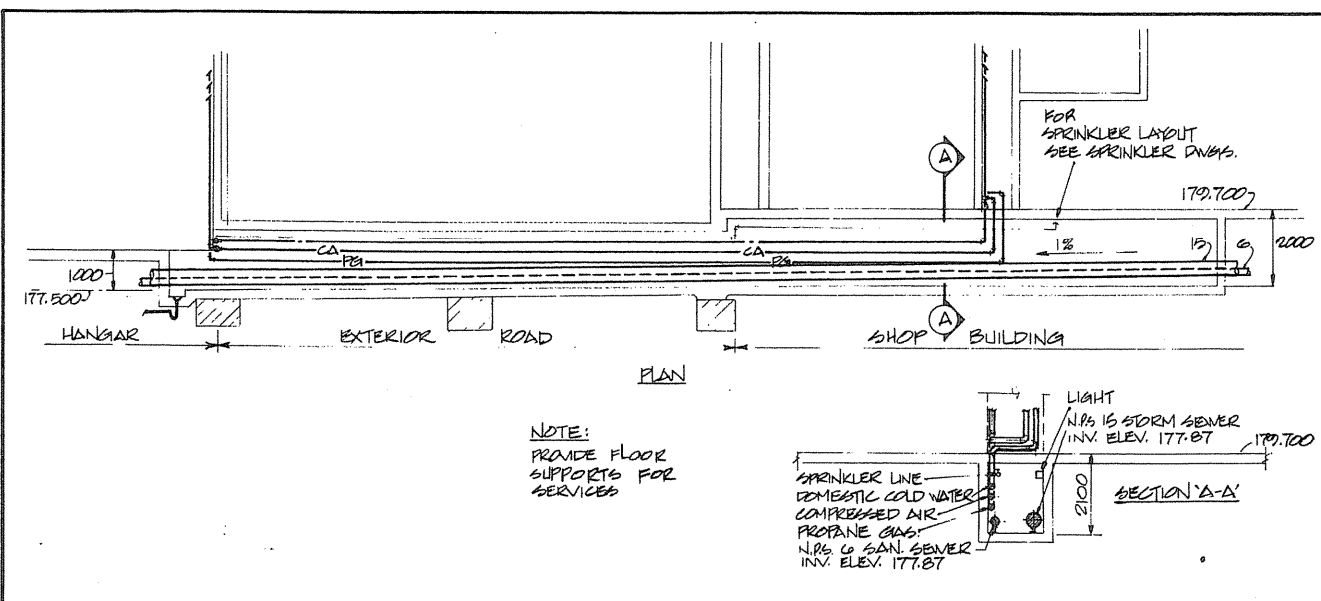 FOR
SPRINKLER LAYOUT
SEE SPRINKLER DWGS.
A
179.700
CA
CA
1%
15
6
2000
PG
PG
1000
177.500
A
HANGAR
EXTERIOR ROAD
SHOP BUILDING
PLAN
NOTE:
PROVIDE FLOOR
SUPPORTS FOR
SERVICES
LIGHT
N.P.S 15 STORM SEWER
INV. ELEV. 177.87
179.700
SPRINKLER LINE
DOMESTIC COLD WATER
COMPRESSED AIR
PROPANE GAS
N.P.S. 6 SAN. SEWER
INV. ELEV. 177.87
2100
SECTION 'A-A'